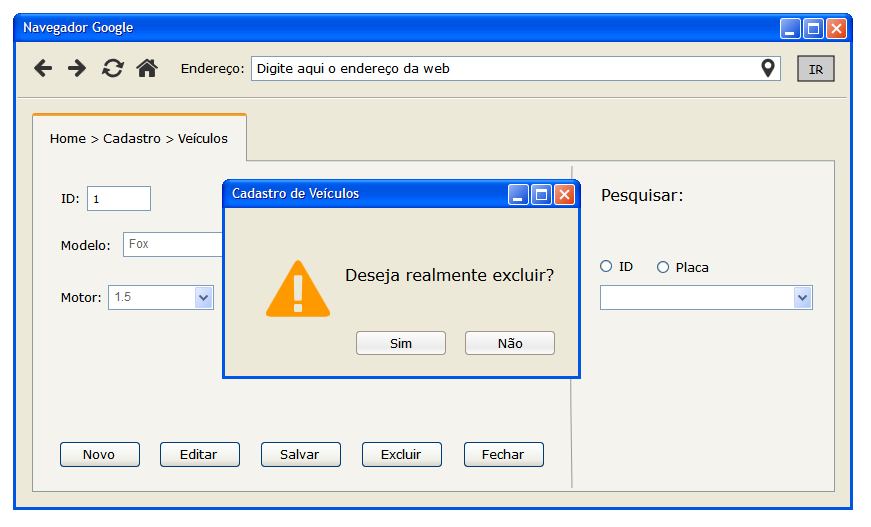 Navegador Google
Endereço: Digite aqui o endereço da web IR
Home > Cadastro > Veículos
Cadastro de Veículos
ID: 1
Pesquisar:
Modelo: Fox
Deseja realmente excluir?
ID Placa
Motor: 1.5
Sim Não
Novo Editar Salvar Excluir Fechar